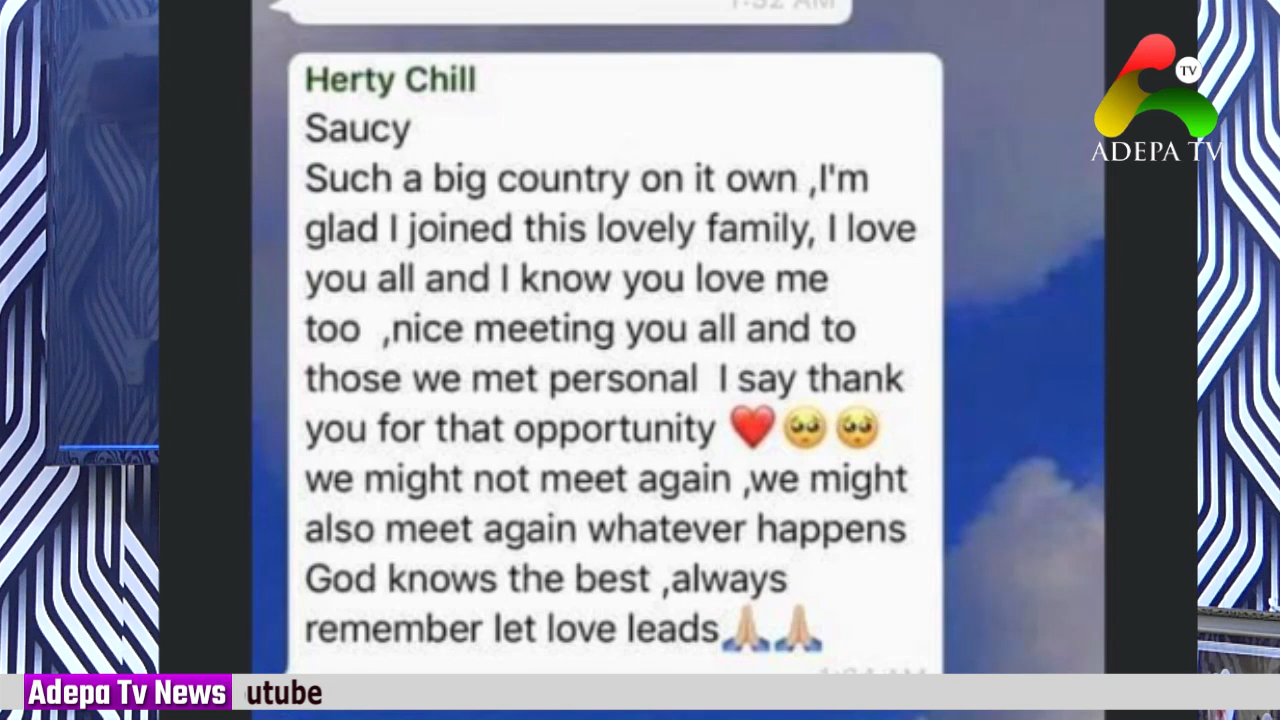 1:32 AM
Herty Chill
Saucy
Such a big country on it own ,I'm
glad I joined this lovely family, I love
you all and I know you love me
too ,nice meeting you all and to
those we met personal I say thank
you for that opportunity ❤️🥺🥺
we might not meet again ,we might
also meet again whatever happens
God knows the best ,always
remember let love leads🙏🏼🙏🏼
TV
ADEPA TV
Adepa Tv News
utube